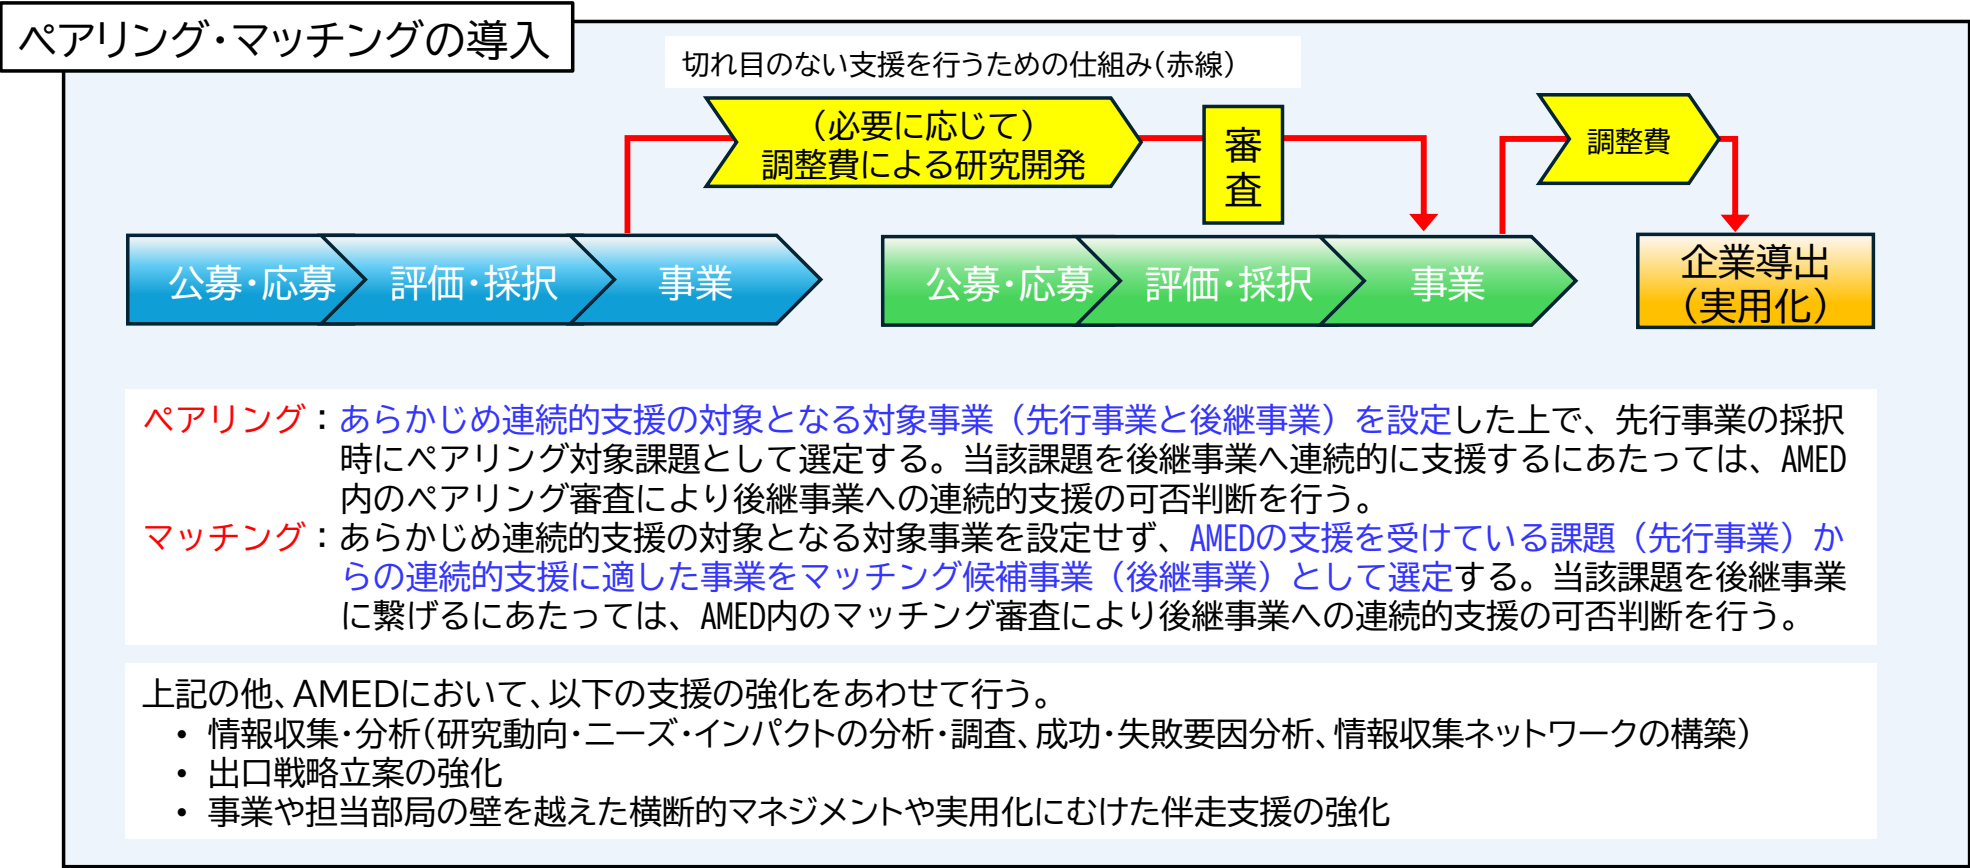 ペアリング・マッチングの導入
切れ目のない支援を行うための仕組み(赤線)
(必要に応じて)
調整費による研究開発
審
査
調整費
公募・応募
評価・採択
事業
公募・応募
評価・採択
事業
企業導出
(実用化)
ペアリング：あらかじめ連続的支援の対象となる対象事業（先行事業と後継事業）を設定した上で、先行事業の採択
時にペアリング対象課題として選定する。当該課題を後継事業へ連続的に支援するにあたっては、AMED
内のペアリング審査により後継事業への連続的支援の可否判断を行う。
マッチング：あらかじめ連続的支援の対象となる対象事業を設定せず、AMEDの支援を受けている課題（先行事業）か
らの連続的支援に適した事業をマッチング候補事業（後継事業）として選定する。当該課題を後継事業
に繋げるにあたっては、AMED内のマッチング審査により後継事業への連続的支援の可否判断を行う。
上記の他、AMEDにおいて、以下の支援の強化をあわせて行う。
• 情報収集・分析(研究動向・ニーズ・インパクトの分析・調査、成功・失敗要因分析、情報収集ネットワークの構築)
• 出口戦略立案の強化
• 事業や担当部局の壁を越えた横断的マネジメントや実用化にむけた伴走支援の強化